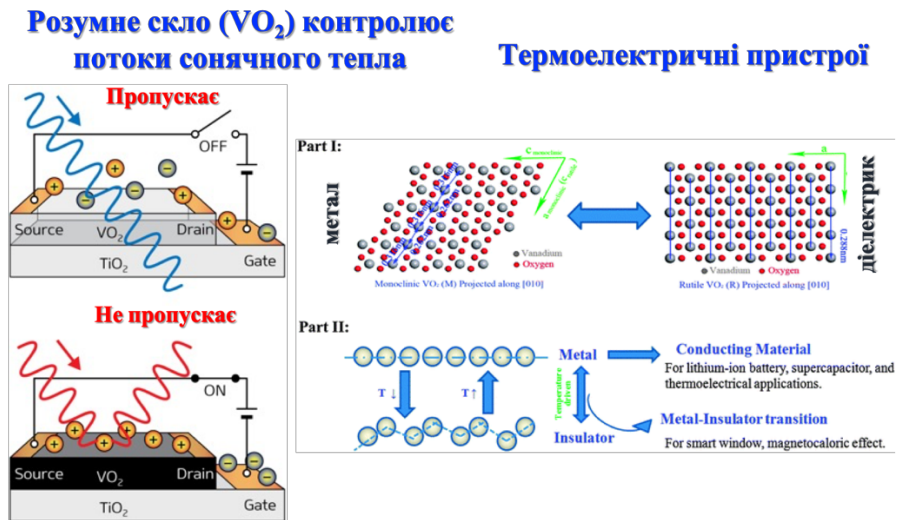 Розумне скло (VO₂) контролює
потоки сонячного тепла
Термоелектричні пристрої
Пропускає
OFF
Source VO₂ Drain
TiO₂ Gate
Не пропускає
ON
Source VO₂ Drain
TiO₂ Gate
Part I:
метал
c monoclinic
a
0.288nm
діелектрик
Vanadium
Oxygen
Vanadium Oxygen
Monoclinic VO₂ (M) Projected along [010]
Rutile VO₂ (R) Projected along [010]
Part II:
T ↓ T↑
Temperature
driven
Metal
Insulator
Conducting Material
For lithium-ion battery, supercapacitor, and
thermoelectrical applications.
Metal-Insulator transition
For smart window, magnetocaloric effect.